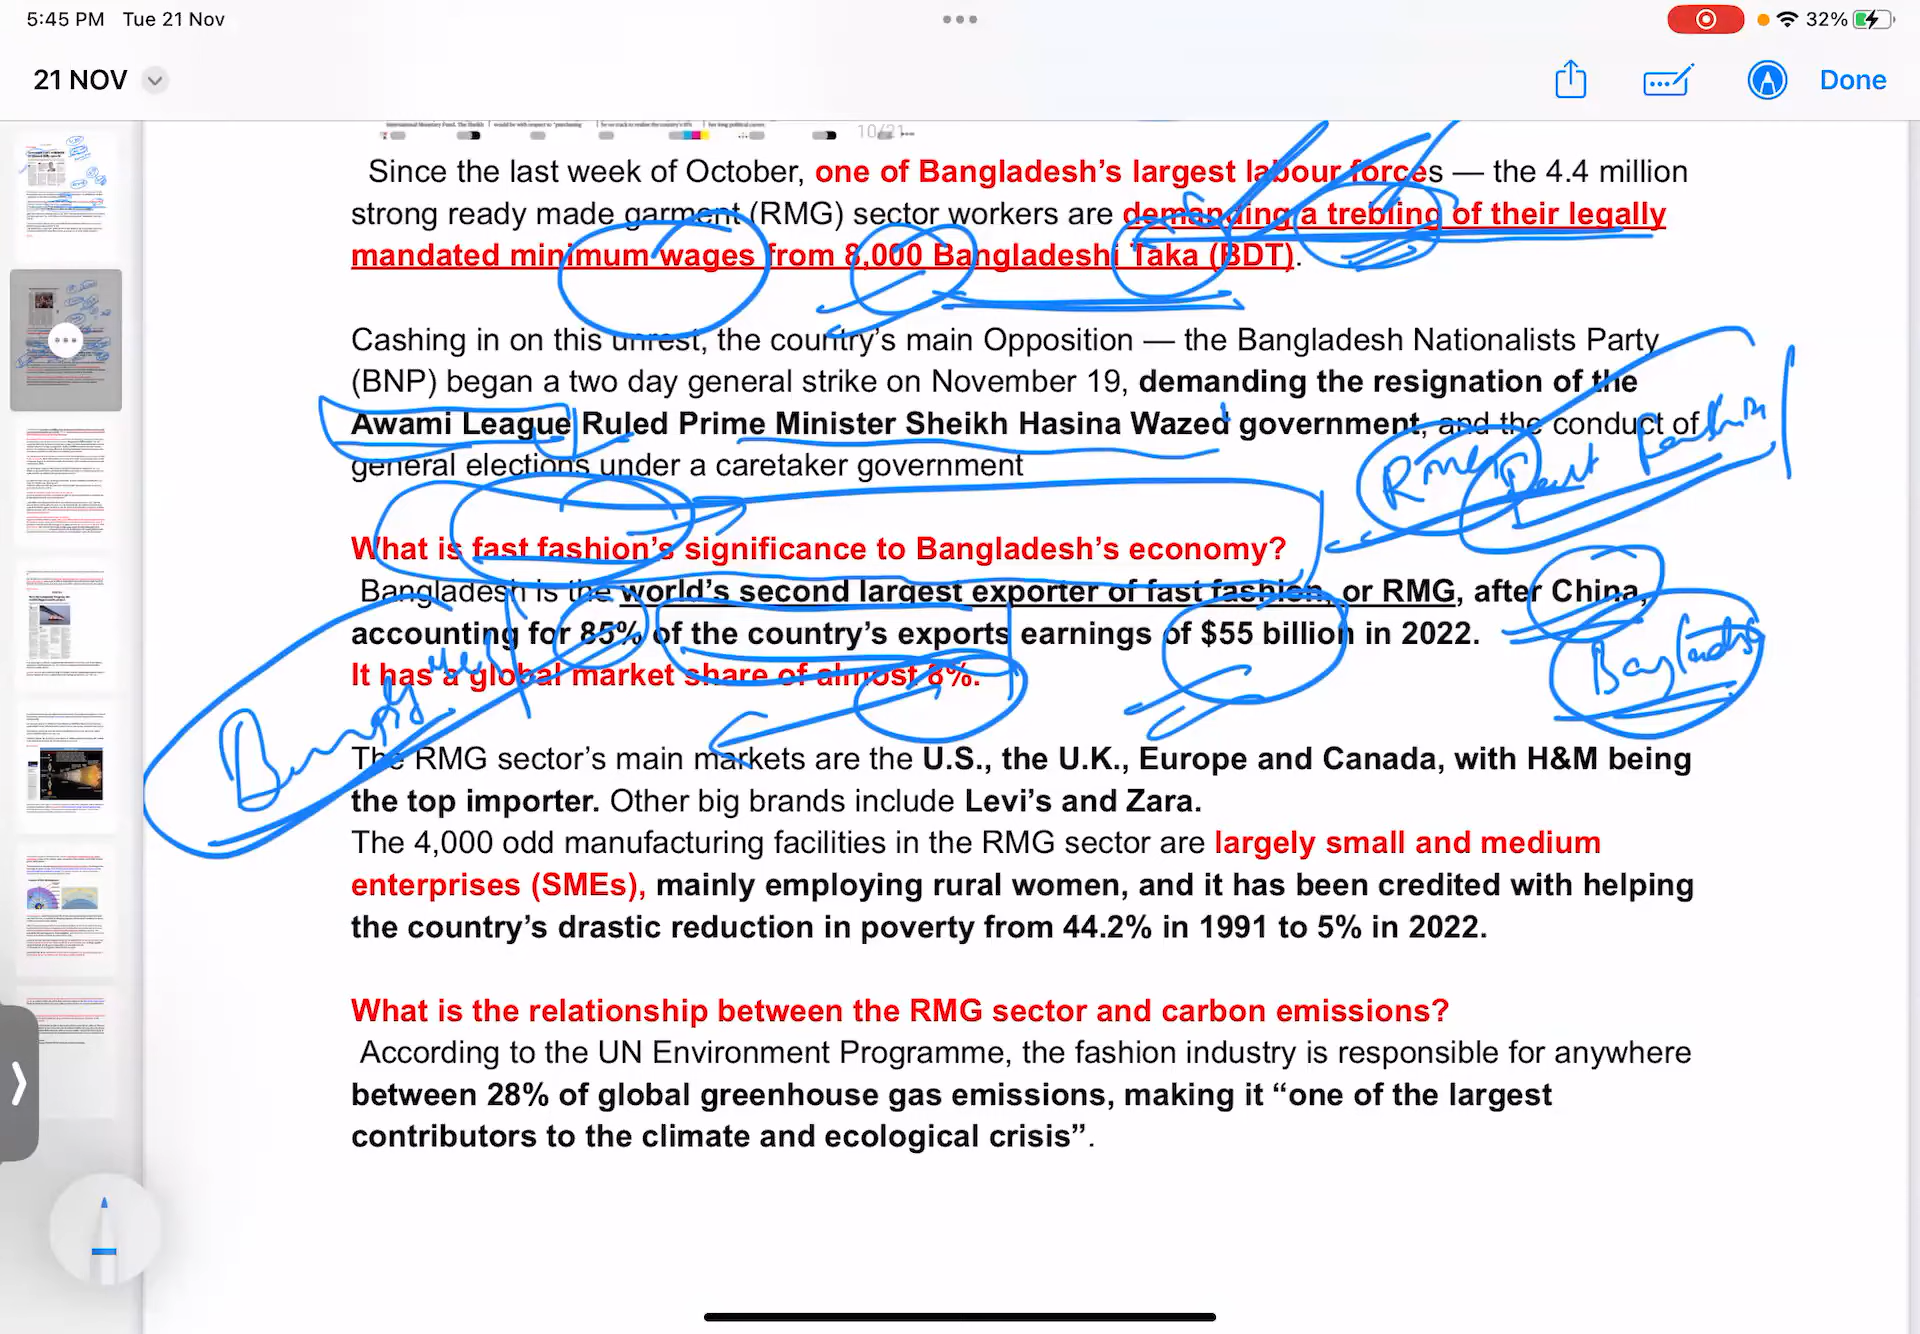 5:45 PM Tue 21 Nov
32%
21 NOV
Done
10/21
Since the last week of October, one of Bangladesh's largest labour forces — the 4.4 million
strong ready made garment (RMG) sector workers are demanding a trebling of their legally
mandated minimum wages from 8,000 Bangladeshi Taka (BDT).
Cashing in on this unrest, the country's main Opposition — the Bangladesh Nationalists Party
(BNP) began a two day general strike on November 19, demanding the resignation of the
Awami League Ruled Prime Minister Sheikh Hasina Wazed government, and the conduct of
general elections under a caretaker government
RMG
What is fast fashion's significance to Bangladesh's economy?
Bangladesh is the world's second largest exporter of fast fashion, or RMG, after China,
accounting for 85% of the country's exports earnings of $55 billion in 2022.
It has a global market share of almost 8%.
The RMG sector's main markets are the U.S., the U.K., Europe and Canada, with H&M being
the top importer. Other big brands include Levi's and Zara.
The 4,000 odd manufacturing facilities in the RMG sector are largely small and medium
enterprises (SMEs), mainly employing rural women, and it has been credited with helping
the country's drastic reduction in poverty from 44.2% in 1991 to 5% in 2022.
What is the relationship between the RMG sector and carbon emissions?
According to the UN Environment Programme, the fashion industry is responsible for anywhere
between 28% of global greenhouse gas emissions, making it "one of the largest
contributors to the climate and ecological crisis".